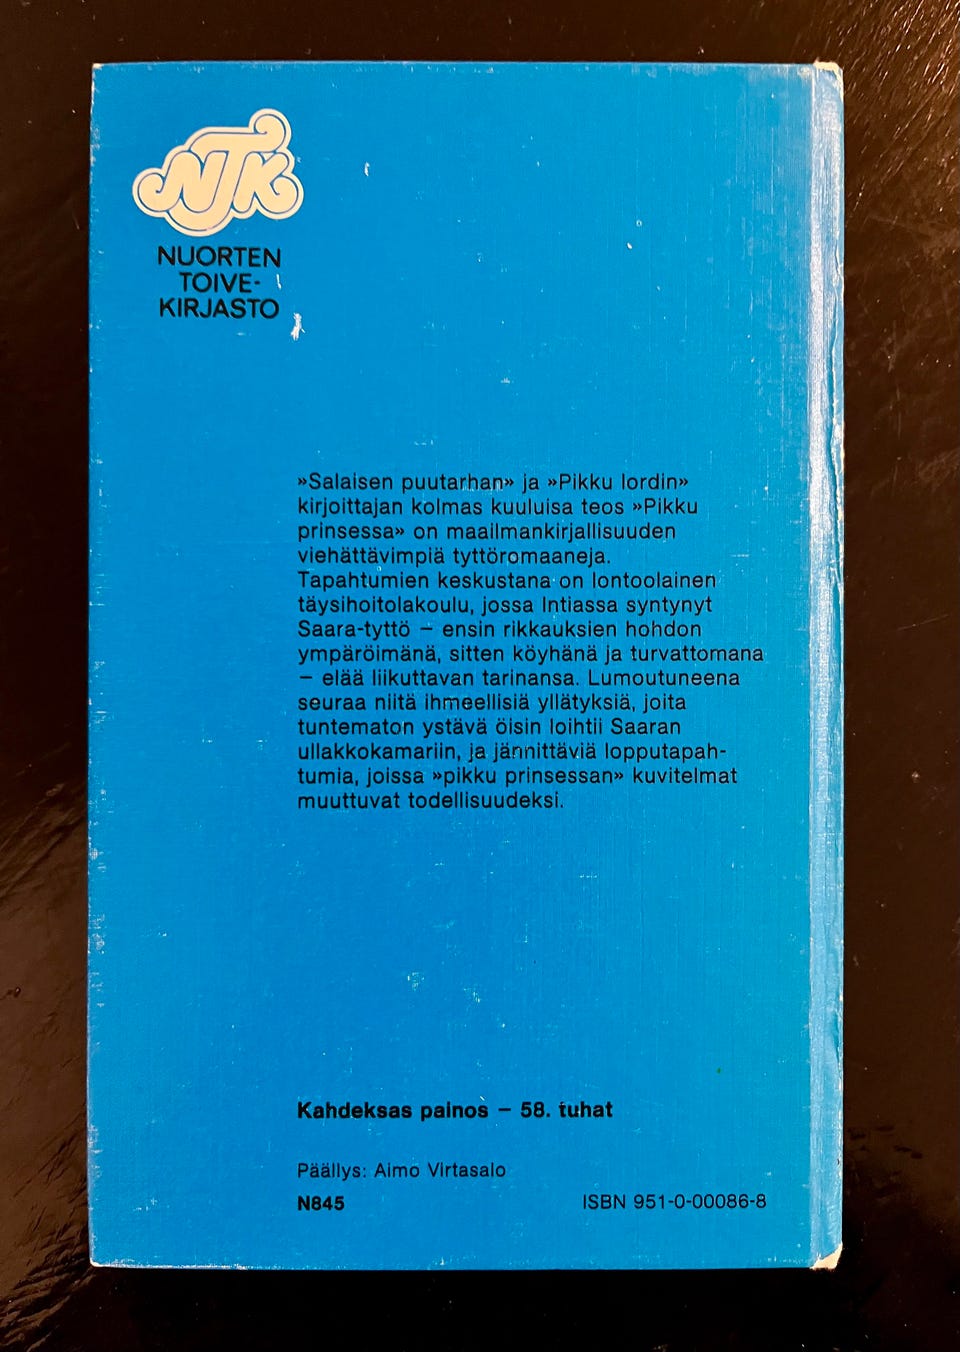 NTK
NUORTEN
TOIVE-
KIRJASTO
»Salaisen puutarhan» ja »Pikku lordin»
kirjoittajan kolmas kuuluisa teos »Pikku
prinsessa» on maailmankirjallisuuden
viehättävimpiä tyttöromaaneja.
Tapahtumien keskustana on lontoolainen
täysihoitolakoulu, jossa Intiassa syntynyt
Saara-tyttö – ensin rikkauksien hohdon
ympäröimänä, sitten köyhänä ja turvattomana
– elää liikuttavan tarinansa. Lumoutuneena
seuraa niitä ihmeellisiä yllätyksiä, joita
tuntematon ystävä öisin loihtii Saaran
ullakkokamariin, ja jännittäviä lopputapah-
tumia, joissa »pikku prinsessan» kuvitelmat
muuttuvat todellisuudeksi.
Kahdeksas painos – 58. tuhat
Päällys: Aimo Virtasalo
N845
ISBN 951-0-00086-8